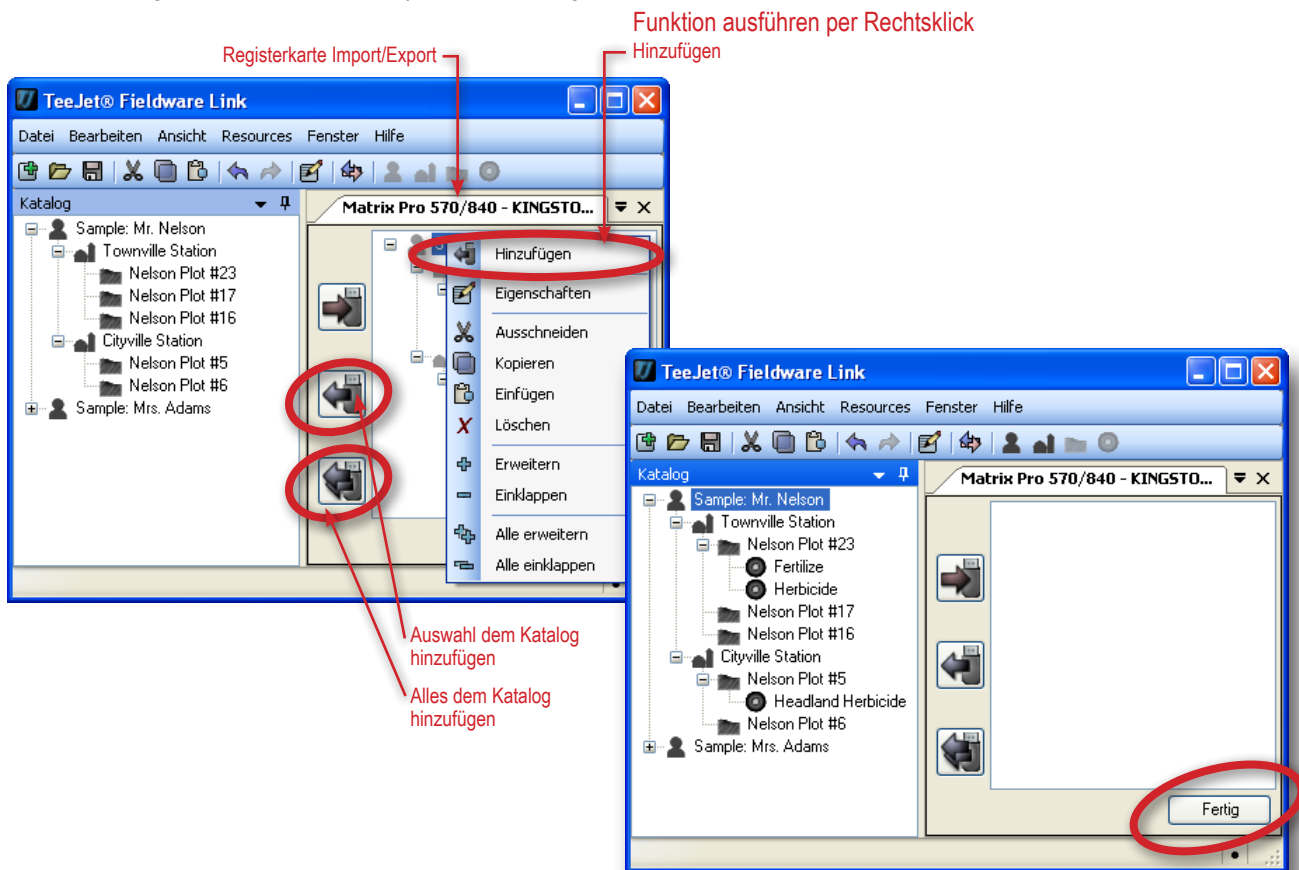 Funktion ausführen per Rechtsklick
Hinzufügen
Registerkarte Import/Export
TeeJet® Fieldware Link
Datei Bearbeiten Ansicht Resources Fenster Hilfe
Katalog
Sample: Mr. Nelson
Townville Station
Nelson Plot #23
Nelson Plot #17
Nelson Plot #16
Cityville Station
Nelson Plot #5
Nelson Plot #6
Sample: Mrs. Adams
Matrix Pro 570/840 - KINGSTO...
Hinzufügen
Eigenschaften
Ausschneiden
Kopieren
Einfügen
Löschen
Erweitern
Einklappen
Alle erweitern
Alle einklappen
Auswahl dem Katalog
hinzufügen
Alles dem Katalog
hinzufügen
TeeJet® Fieldware Link
Datei Bearbeiten Ansicht Resources Fenster Hilfe
Katalog
Sample: Mr. Nelson
Townville Station
Nelson Plot #23
Fertilize
Herbicide
Nelson Plot #17
Nelson Plot #16
Cityville Station
Nelson Plot #5
Headland Herbicide
Nelson Plot #6
Sample: Mrs. Adams
Matrix Pro 570/840 - KINGSTO...
Fertig